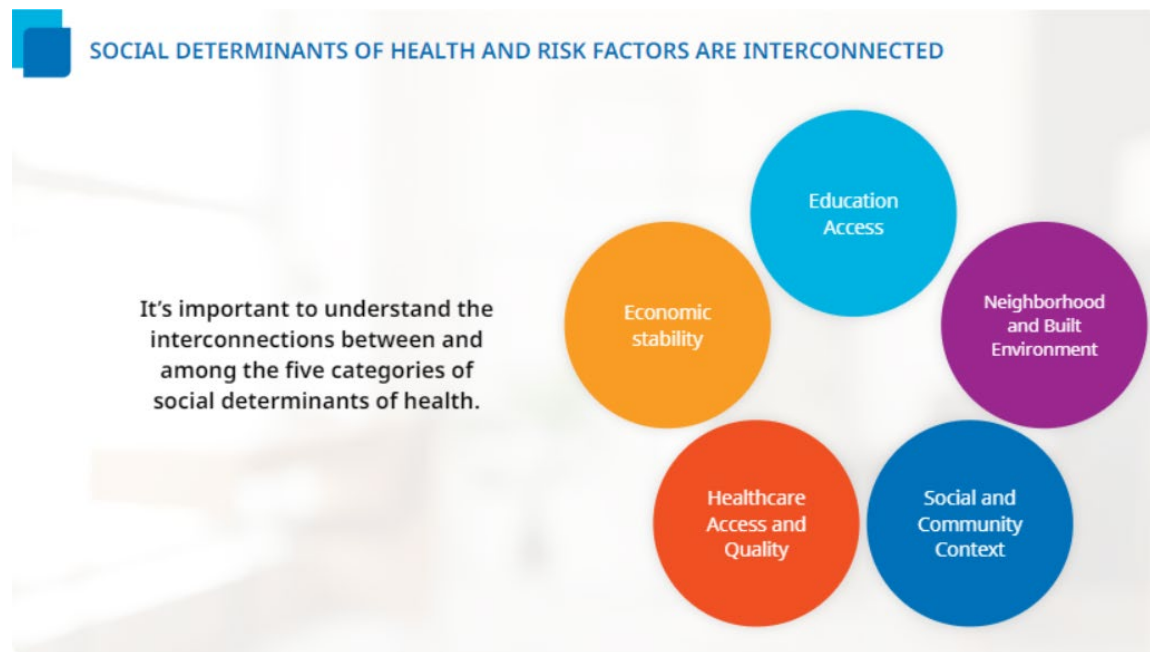 SOCIAL DETERMINANTS OF HEALTH AND RISK FACTORS ARE INTERCONNECTED
It’s important to understand the
interconnections between and
among the five categories of
social determinants of health.
Education
Access
Economic
stability
Neighborhood
and Built
Environment
Healthcare
Access and
Quality
Social and
Community
Context